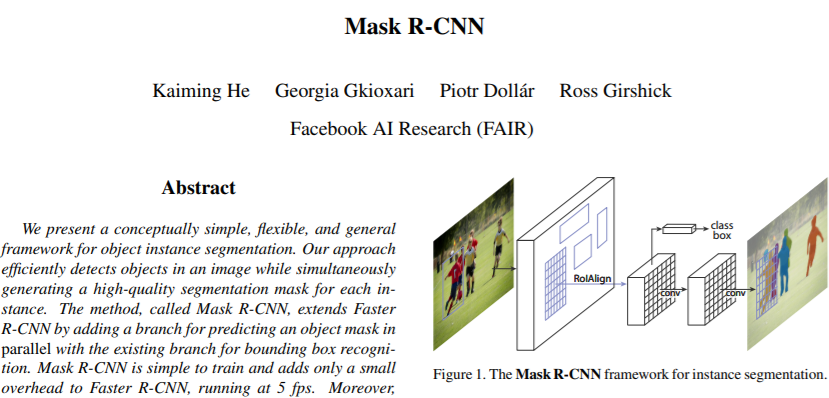 Mask R-CNN
Kaiming He Georgia Gkioxari Piotr Dollár Ross Girshick
Facebook AI Research (FAIR)
Abstract
We present a conceptually simple, flexible, and general
framework for object instance segmentation. Our approach
efficiently detects objects in an image while simultaneously
generating a high-quality segmentation mask for each in-
stance. The method, called Mask R-CNN, extends Faster
R-CNN by adding a branch for predicting an object mask in
parallel with the existing branch for bounding box recogni-
tion. Mask R-CNN is simple to train and adds only a small
overhead to Faster R-CNN, running at 5 fps. Moreover,
class
box
RoIAlign
conv
conv
Figure 1. The Mask R-CNN framework for instance segmentation.